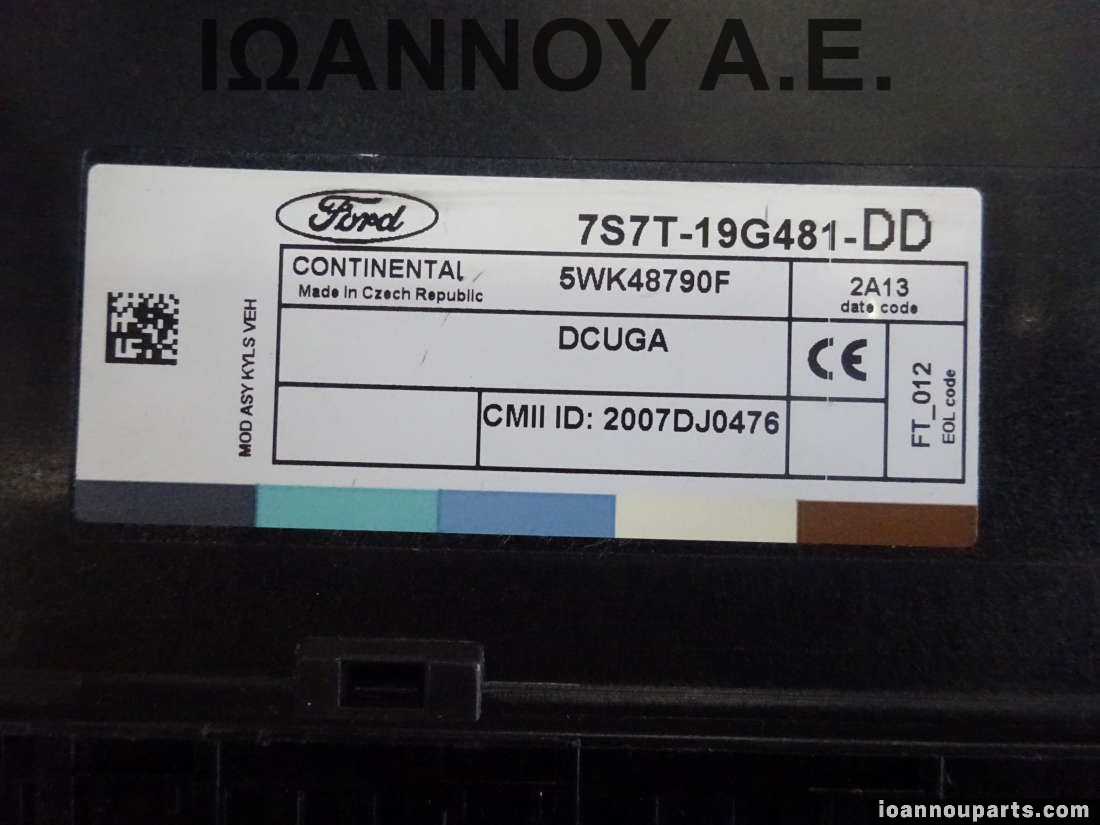 ΙΩΑΝΝΟΥ Α.Ε.
Ford
7S7T-19G481-DD
CONTINENTAL
Made In Czech Republic
5WK48790F
2A13
date code
MOD ASY KYLS VEH
DCUGA
CE
FT_012
EOL code
CMII ID: 2007DJ0476
ioannouparts.com